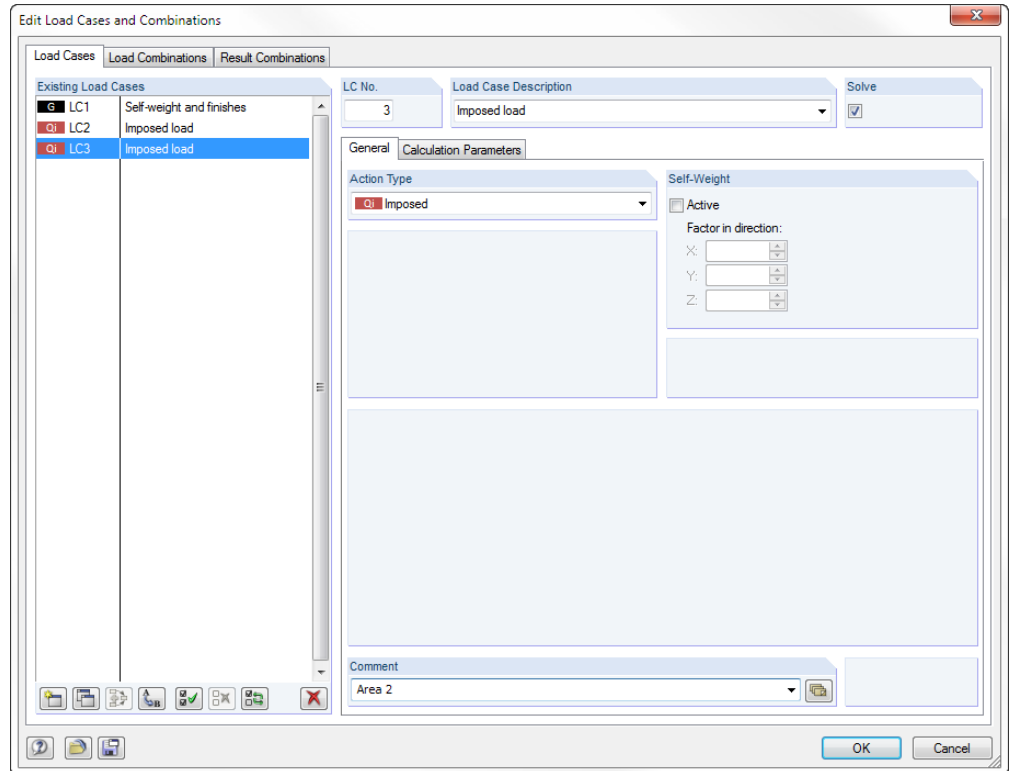 Edit Load Cases and Combinations
Load Cases Load Combinations Result Combinations
Existing Load Cases
G LC1 Self-weight and finishes
Qi LC2 Imposed load
Qi LC3 Imposed load
LC No.
3
Load Case Description
Imposed load
Solve
General Calculation Parameters
Action Type
Qi Imposed
Self-Weight
Active
Factor in direction:
X:
Y:
Z:
Comment
Area 2
OK Cancel